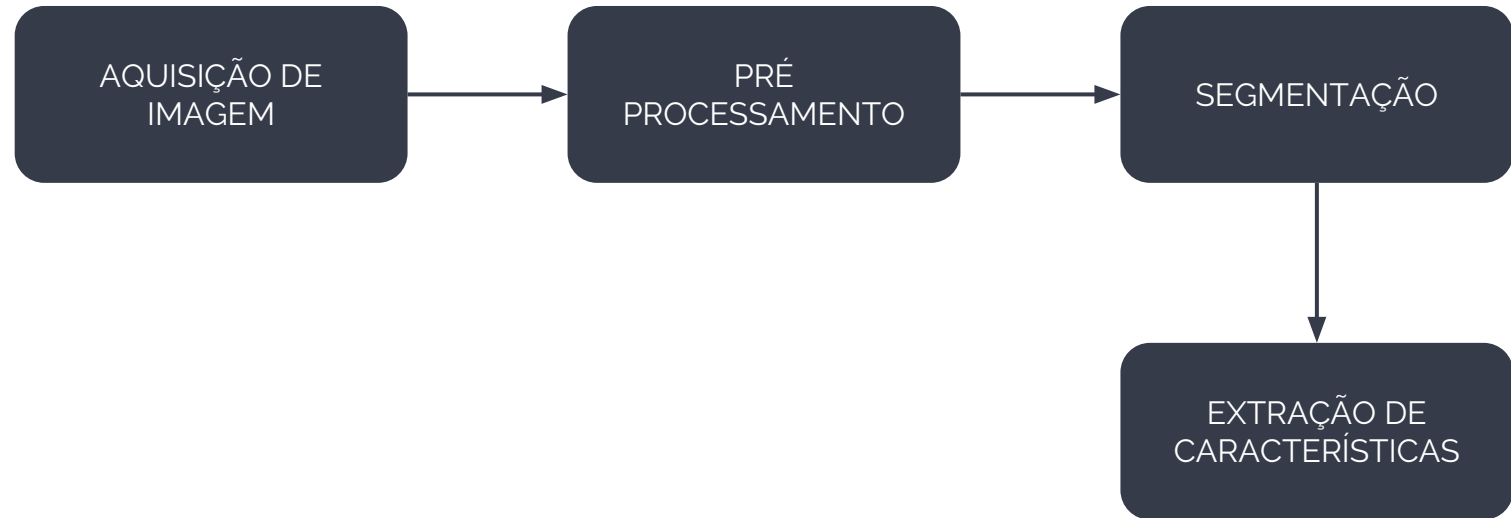 AQUISIÇÃO DE
IMAGEM
PRÉ
PROCESSAMENTO
SEGMENTAÇÃO
EXTRAÇÃO DE
CARACTERÍSTICAS